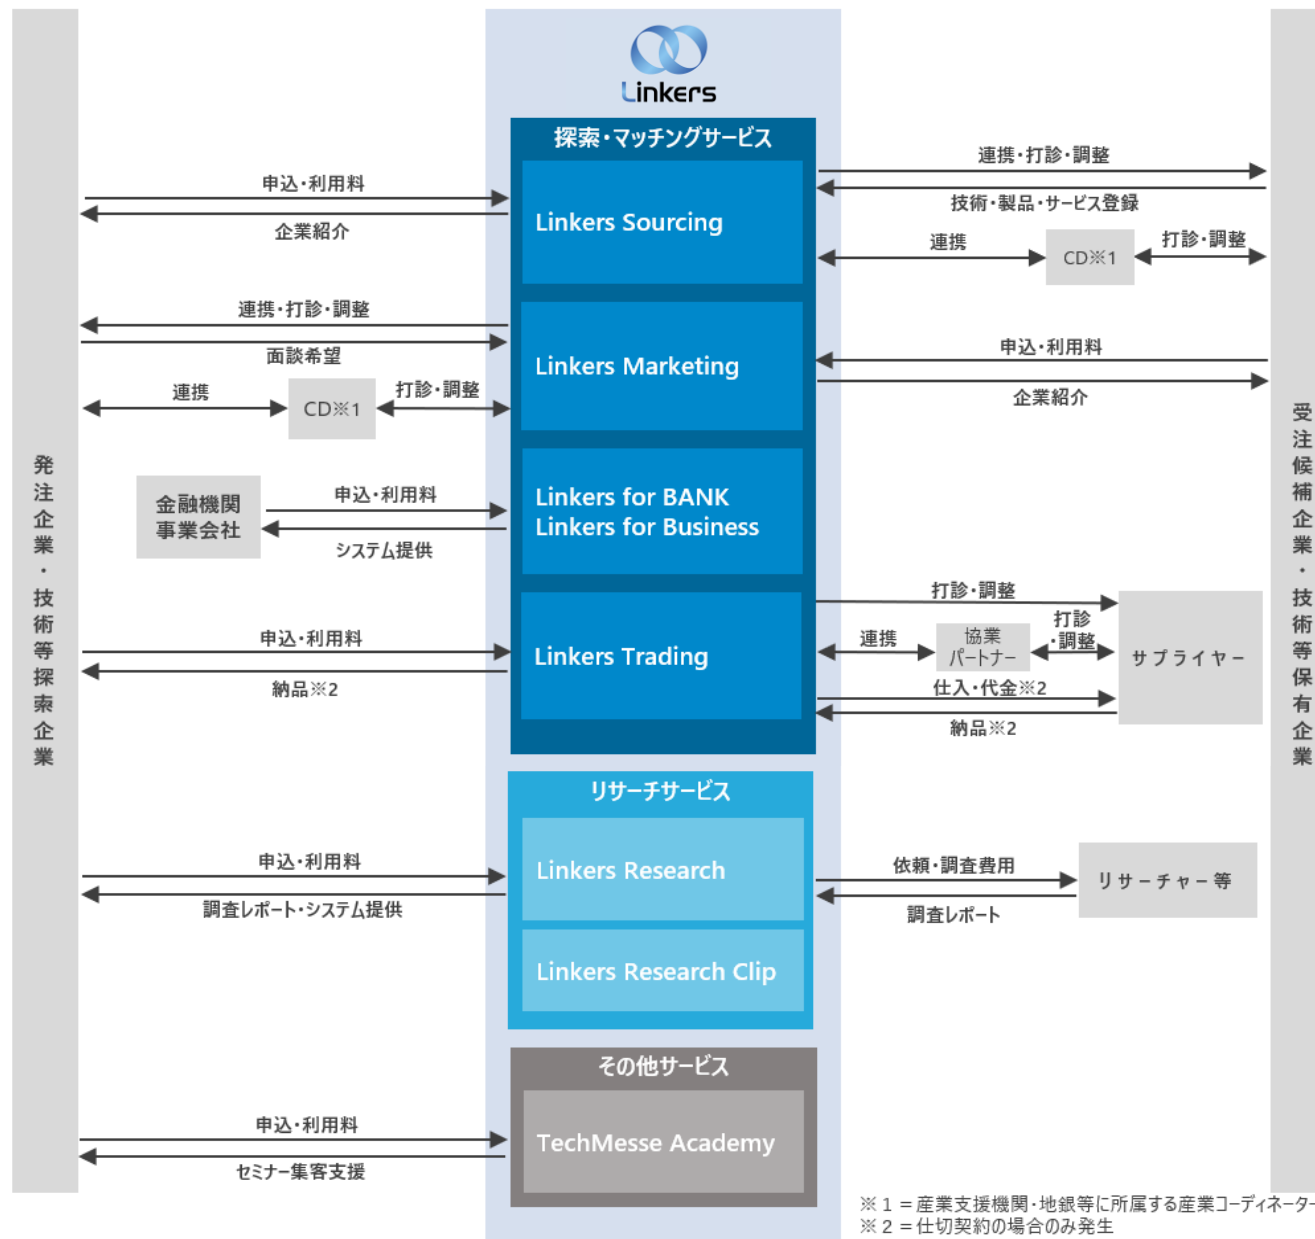 Linkers
探索・マッチングサービス
申込・利用料
企業紹介
Linkers Sourcing
連携・打診・調整
技術・製品・サービス登録
連携
CD※1
打診・調整
連携・打診・調整
面談希望
連携
CD※1
打診・調整
Linkers Marketing
申込・利用料
企業紹介
発注企業・技術等探索企業
受注候補企業・技術等保有企業
金融機関
事業会社
申込・利用料
システム提供
Linkers for BANK
Linkers for Business
申込・利用料
納品※2
Linkers Trading
打診・調整
連携
協業
パートナー
打診
・調整
サプライヤー
仕入・代金※2
納品※2
リサーチサービス
申込・利用料
調査レポート・システム提供
Linkers Research
依頼・調査費用
調査レポート
リサーチャー等
Linkers Research Clip
その他サービス
申込・利用料
セミナー集客支援
TechMesse Academy
※1＝産業支援機関・地銀等に所属する産業コーディネーター
※2＝仕切契約の場合のみ発生